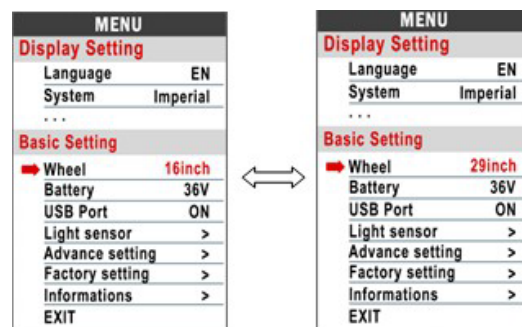 MENU
Display Setting
Language EN
System Imperial
...
Basic Setting
Wheel 16inch
Battery 36V
USB Port ON
Light sensor >
Advance setting >
Factory setting >
Informations >
EXIT
MENU
Display Setting
Language EN
System Imperial
...
Basic Setting
Wheel 29inch
Battery 36V
USB Port ON
Light sensor >
Advance setting >
Factory setting >
Informations >
EXIT